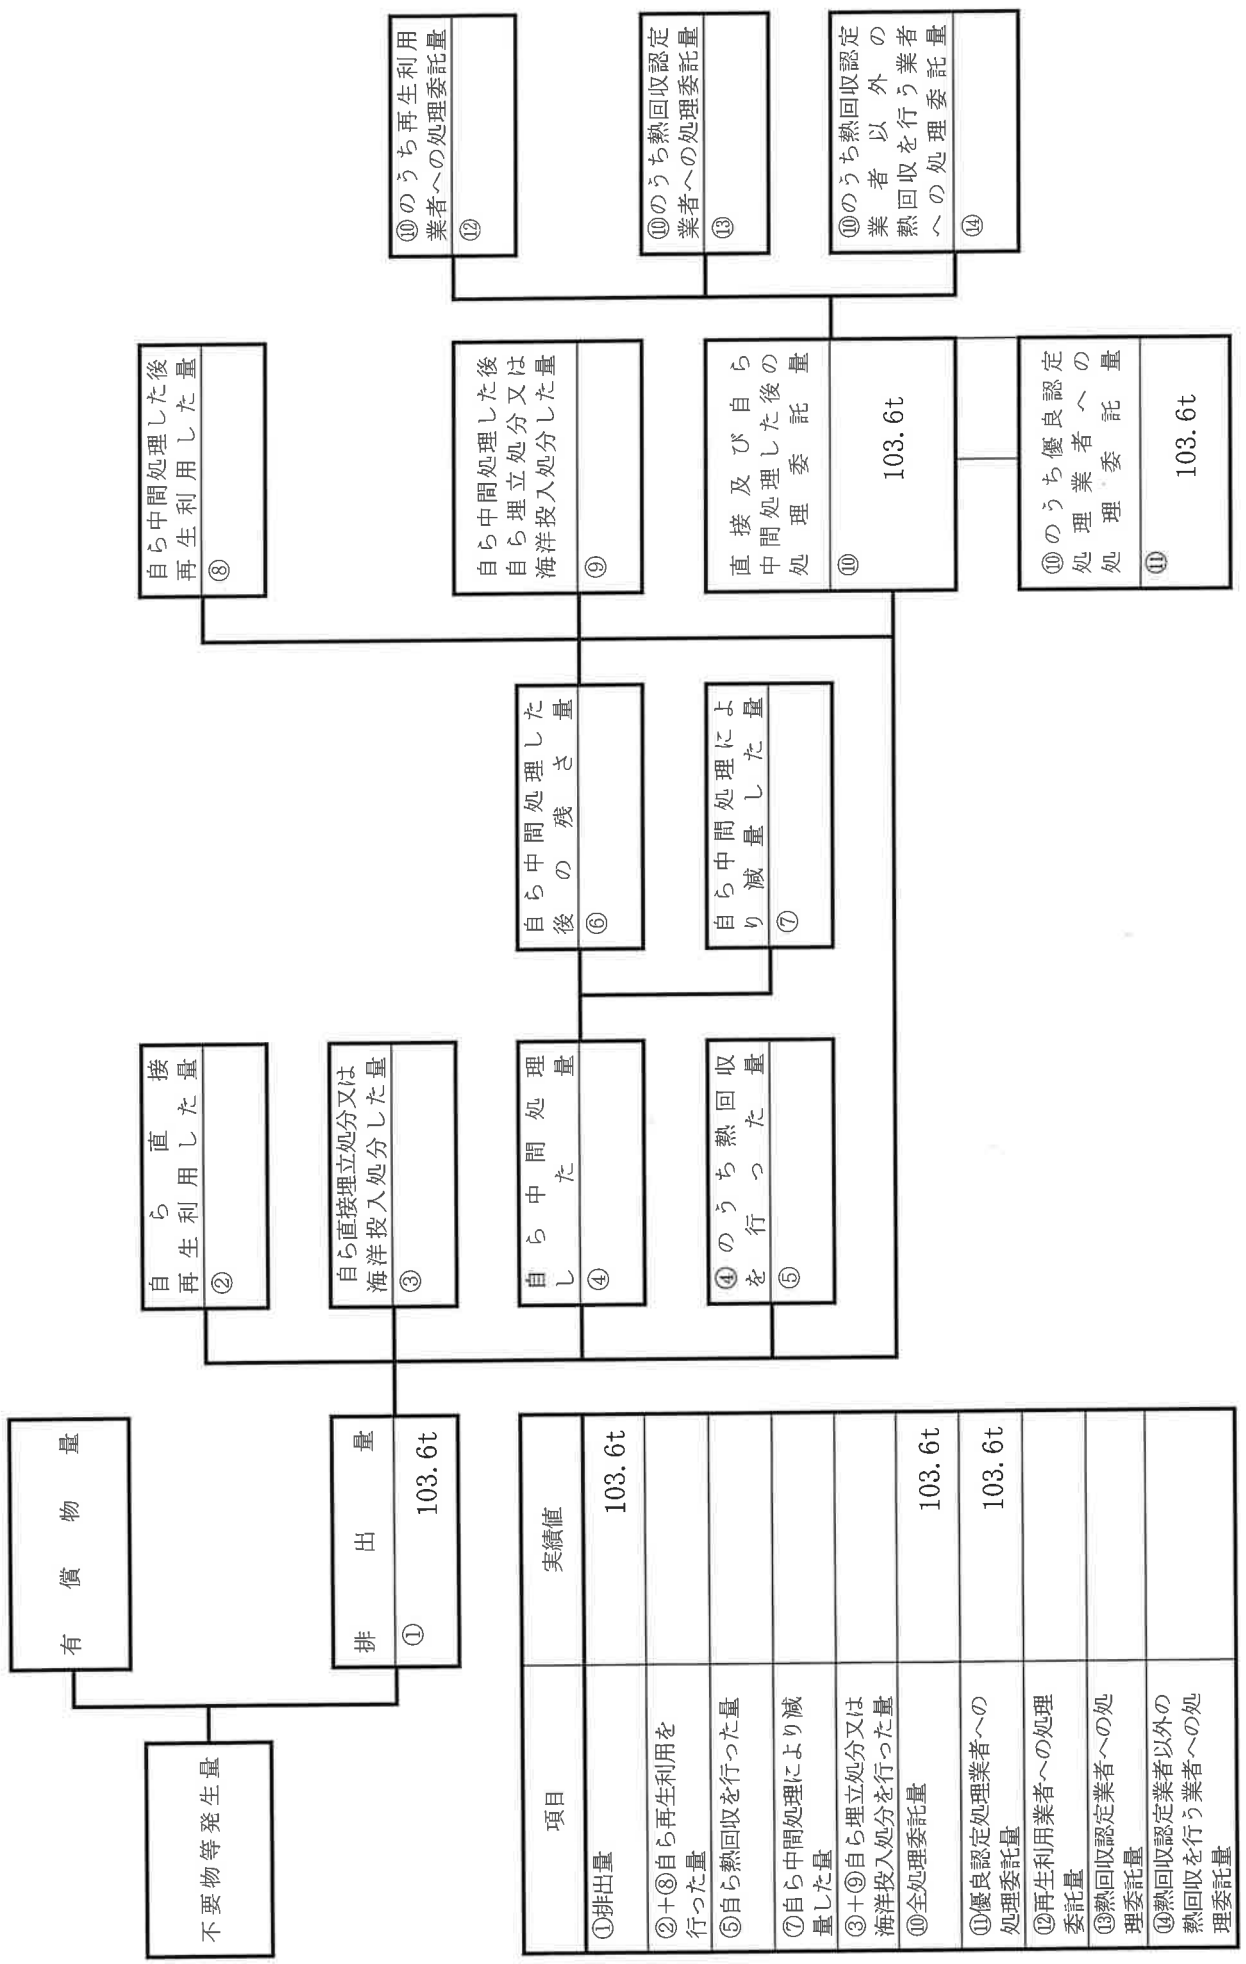 不要物等発生量
有償物量
排出量
①
103.6t
自ら直接
再生利用した量
②
自ら直接埋立処分又は
海洋投入処分した量
③
自ら中間処理
した量
④
④のうち熱回収
を行った量
⑤
自ら中間処理した
後の残さ量
⑥
自ら中間処理によ
り減量した量
⑦
自ら中間処理した後
再生利用した量
⑧
自ら中間処理した後
自ら埋立処分又は
海洋投入処分した量
⑨
直接及び自ら
中間処理した後の
処理委託量
⑩
103.6t
⑩のうち優良認定
処理業者への
処理委託量
⑪
103.6t
⑩のうち再生利用
業者への処理委託量
⑫
⑩のうち熱回収認定
業者への処理委託量
⑬
⑩のうち熱回収認定
業者以外の
熱回収を行う業者
への処理委託量
⑭
項目 実績値
①排出量 103.6t
②+⑧自ら再生利用を
行った量
⑤自ら熱回収を行った量
⑦自ら中間処理により減
量した量
③+⑨自ら埋立処分又は
海洋投入処分を行った量
⑩全処理委託量 103.6t
⑪優良認定処理業者への
処理委託量 103.6t
⑫再生利用業者への処理
委託量
⑬熱回収認定業者への処
理委託量
⑭熱回収認定業者以外の
熱回収を行う業者への処
理委託量